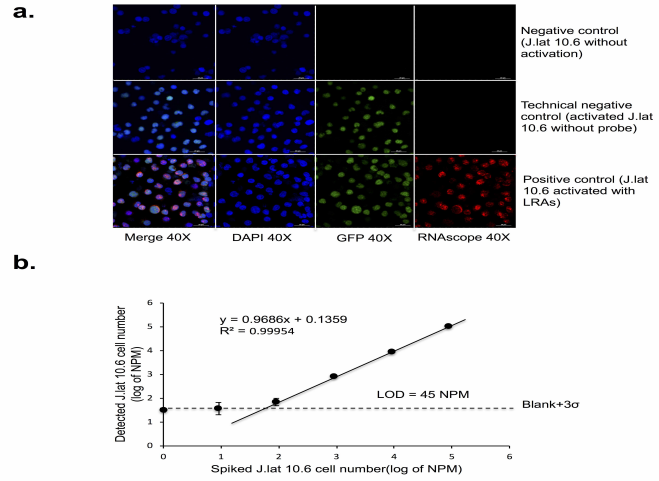 a.
Negative control
(J.lat 10.6 without
activation)
Technical negative
control (activated J.lat
10.6 without probe)
Positive control (J.lat
10.6 activated with
LRAs)
Merge 40X
DAPI 40X
GFP 40X
RNAscope 40X
b.
Detected J.lat 10.6 cell number
(log of NPM)
6
5
4
3
2
1
0
y = 0.9686x + 0.1359
R² = 0.99954
LOD = 45 NPM
Blank+3σ
0 1 2 3 4 5 6
Spiked J.lat 10.6 cell number(log of NPM)